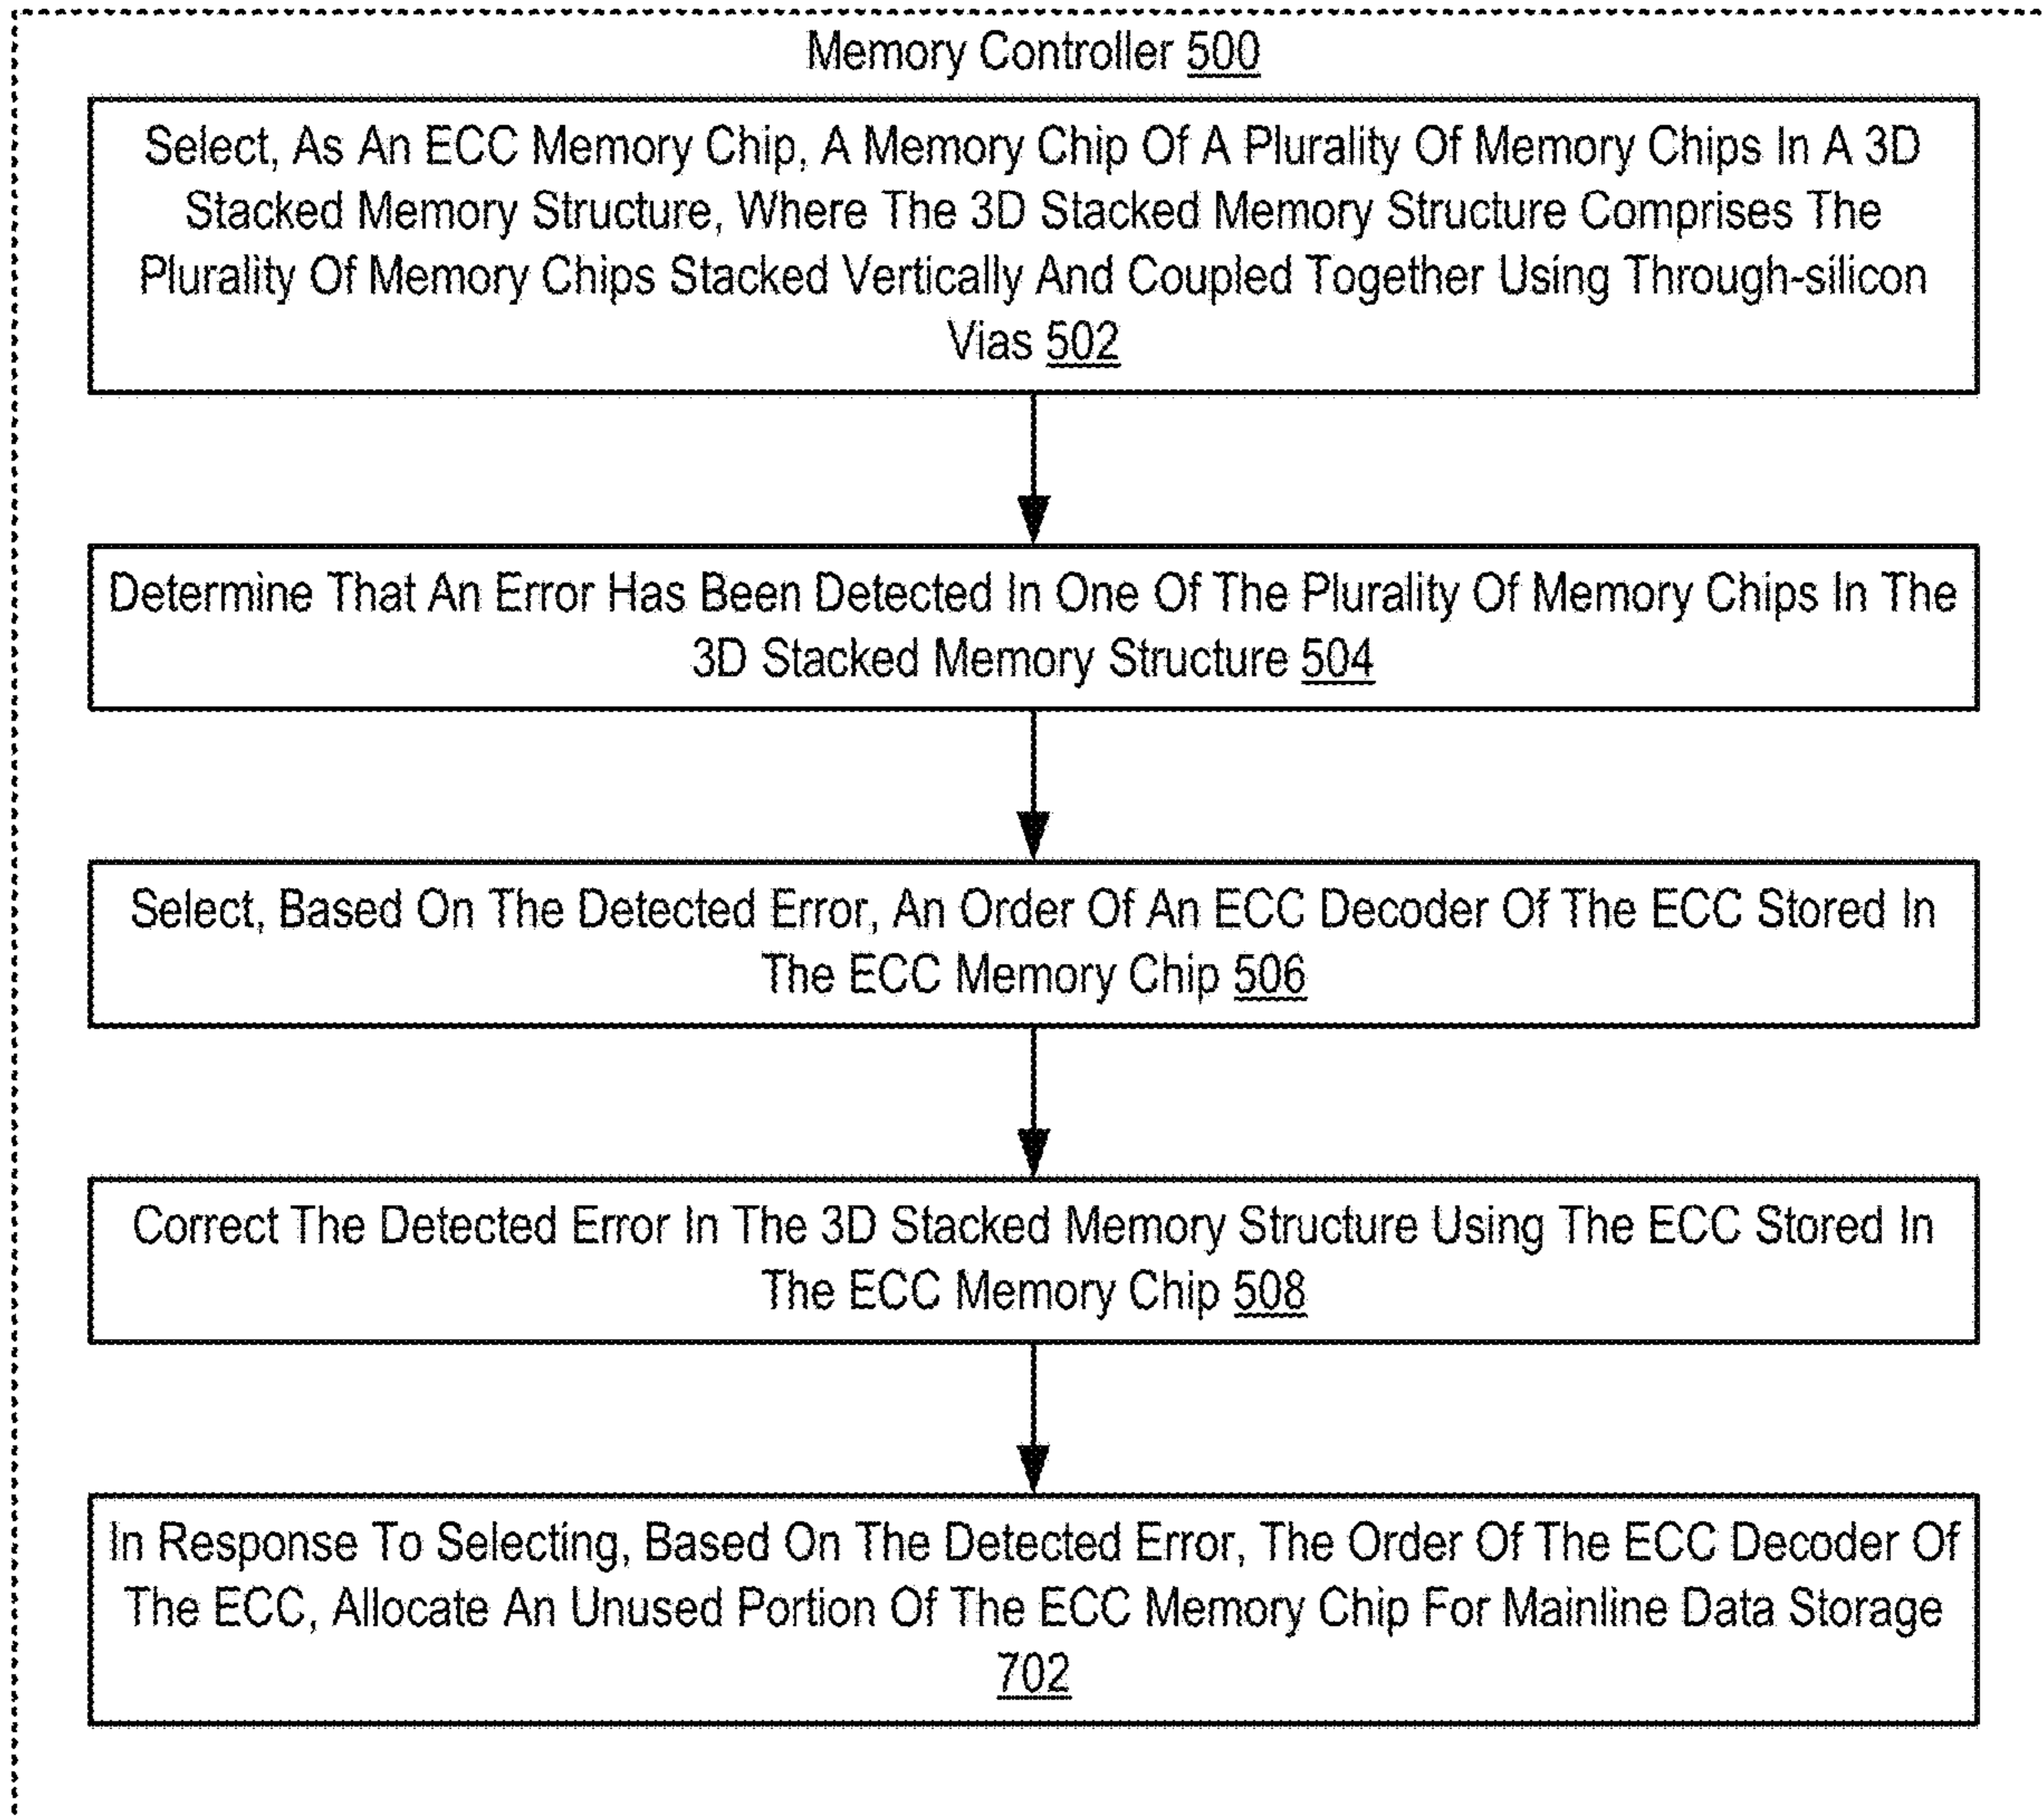 Memory Controller 500
Select, As An ECC Memory Chip, A Memory Chip Of A Plurality Of Memory Chips In A 3D
Stacked Memory Structure, Where The 3D Stacked Memory Structure Comprises The
Plurality Of Memory Chips Stacked Vertically And Coupled Together Using Through-silicon
Vias 502
Determine That An Error Has Been Detected In One Of The Plurality Of Memory Chips In The
3D Stacked Memory Structure 504
Select, Based On The Detected Error, An Order Of An ECC Decoder Of The ECC Stored In
The ECC Memory Chip 506
Correct The Detected Error In The 3D Stacked Memory Structure Using The ECC Stored In
The ECC Memory Chip 508
In Response To Selecting, Based On The Detected Error, The Order Of The ECC Decoder Of
The ECC, Allocate An Unused Portion Of The ECC Memory Chip For Mainline Data Storage
702